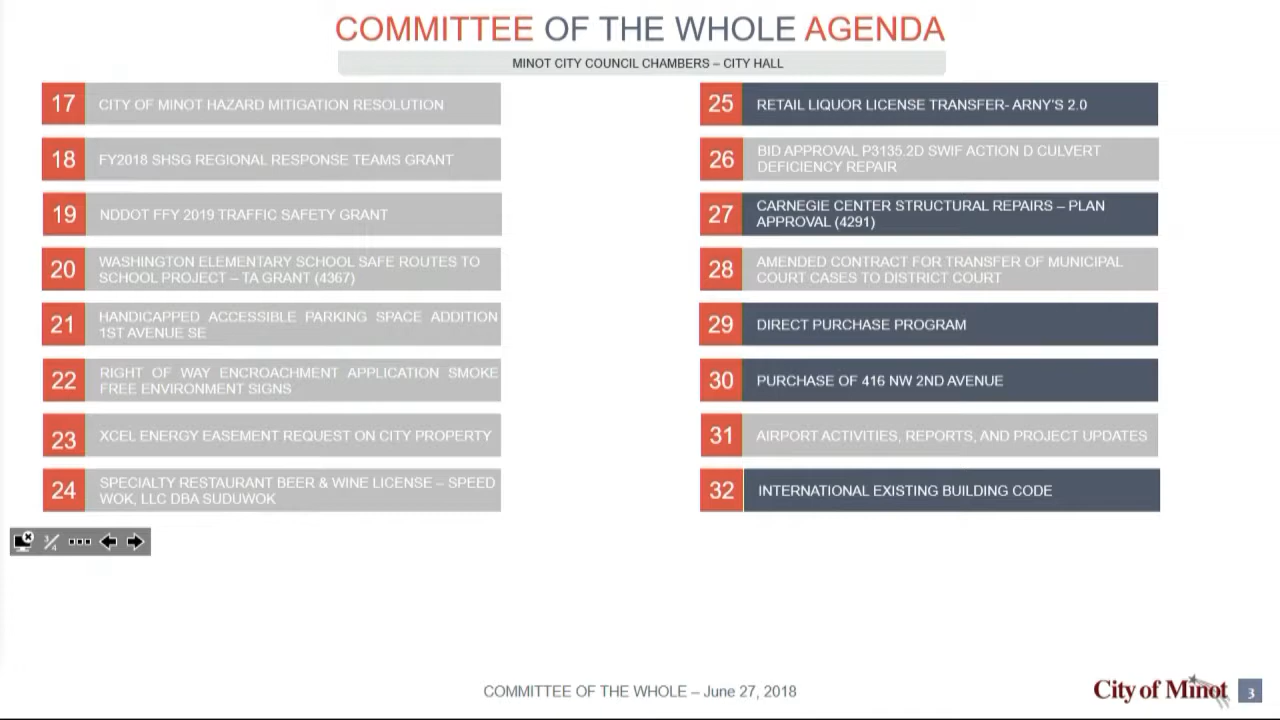 COMMITTEE OF THE WHOLE AGENDA
MINOT CITY COUNCIL CHAMBERS – CITY HALL
17 CITY OF MINOT HAZARD MITIGATION RESOLUTION
18 FY2018 SHSG REGIONAL RESPONSE TEAMS GRANT
19 NDDOT FFY 2019 TRAFFIC SAFETY GRANT
20 WASHINGTON ELEMENTARY SCHOOL SAFE ROUTES TO
SCHOOL PROJECT – TA GRANT (4367)
21 HANDICAPPED ACCESSIBLE PARKING SPACE ADDITION
1ST AVENUE SE
22 RIGHT OF WAY ENCROACHMENT APPLICATION SMOKE
FREE ENVIRONMENT SIGNS
23 XCEL ENERGY EASEMENT REQUEST ON CITY PROPERTY
24 SPECIALTY RESTAURANT BEER & WINE LICENSE – SPEED
WOK, LLC DBA SUDUWOK
25 RETAIL LIQUOR LICENSE TRANSFER- ARNY'S 2.0
26 BID APPROVAL P3135.2D SWIF ACTION D CULVERT
DEFICIENCY REPAIR
27 CARNEGIE CENTER STRUCTURAL REPAIRS – PLAN
APPROVAL (4291)
28 AMENDED CONTRACT FOR TRANSFER OF MUNICIPAL
COURT CASES TO DISTRICT COURT
29 DIRECT PURCHASE PROGRAM
30 PURCHASE OF 416 NW 2ND AVENUE
31 AIRPORT ACTIVITIES, REPORTS, AND PROJECT UPDATES
32 INTERNATIONAL EXISTING BUILDING CODE
3/4
COMMITTEE OF THE WHOLE – June 27, 2018
City of Minot
3